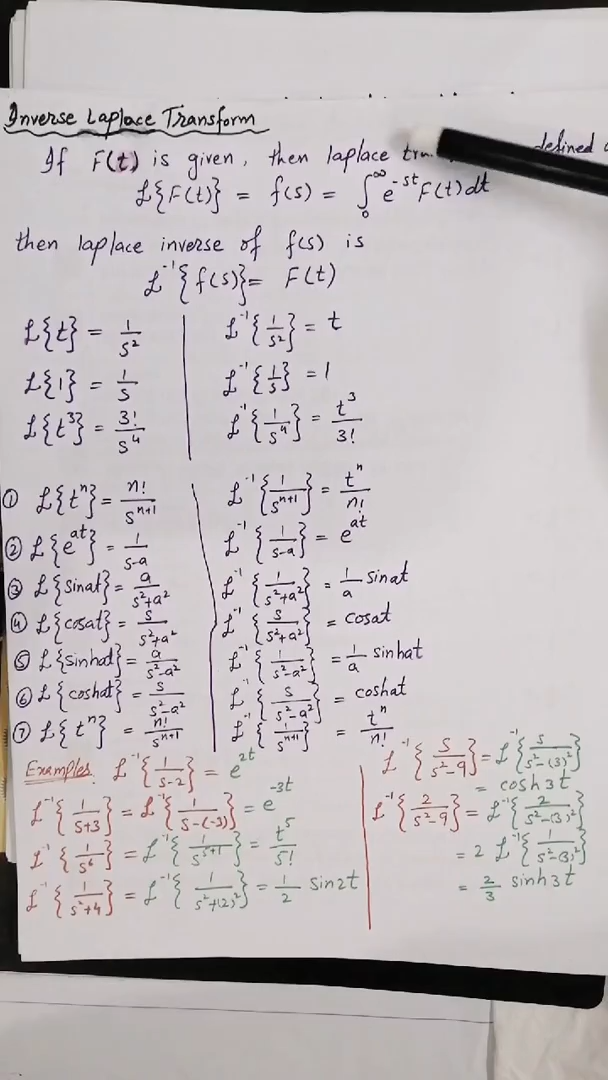 Inverse Laplace Transform
If F(t) is given, then laplace defined
ℒ{F(t)} = f(s) = ∫₀^∞ e^-st F(t) dt
then laplace inverse of f(s) is
ℒ⁻¹{f(s)} = F(t)
ℒ{t} = 1/s²
ℒ{1} = 1/s
ℒ{t³} = 3!/s⁴
ℒ⁻¹{1/s²} = t
ℒ⁻¹{1/s} = 1
ℒ⁻¹{1/s⁴} = t³/3!
① ℒ{tⁿ} = n!/sⁿ⁺¹
② ℒ{e^at} = 1/s-a
③ ℒ{sinat} = a/s²+a²
④ ℒ{cosat} = s/s²+a²
⑤ ℒ{sinhat} = a/s²-a²
⑥ ℒ{coshat} = s/s²-a²
⑦ ℒ{tⁿ} = n!/sⁿ⁺¹
ℒ⁻¹{1/sⁿ⁺¹} = tⁿ/n!
ℒ⁻¹{1/s-a} = e^at
ℒ⁻¹{1/s²+a²} = 1/a sinat
ℒ⁻¹{s/s²+a²} = cosat
ℒ⁻¹{1/s²-a²} = 1/a sinhat
ℒ⁻¹{s/s²-a²} = coshat
ℒ⁻¹{1/sⁿ⁺¹} = tⁿ/n!
Examples. ℒ⁻¹{1/s-2} = e^2t
ℒ⁻¹{1/s+3} = ℒ⁻¹{1/s-(-3)} = e^-3t
ℒ⁻¹{1/s⁶} = ℒ⁻¹{1/s⁵⁺¹} = t⁵/5!
ℒ⁻¹{1/s²+4} = ℒ⁻¹{1/s²+(2)²} = 1/2 sin2t
ℒ⁻¹{s/s²-9} = ℒ⁻¹{s/s²-(3)²}
= cosh3t
ℒ⁻¹{2/s²-9} = ℒ⁻¹{2/s²-(3)²}
= 2 ℒ⁻¹{1/s²-(3)²}
= 2/3 sinh3t